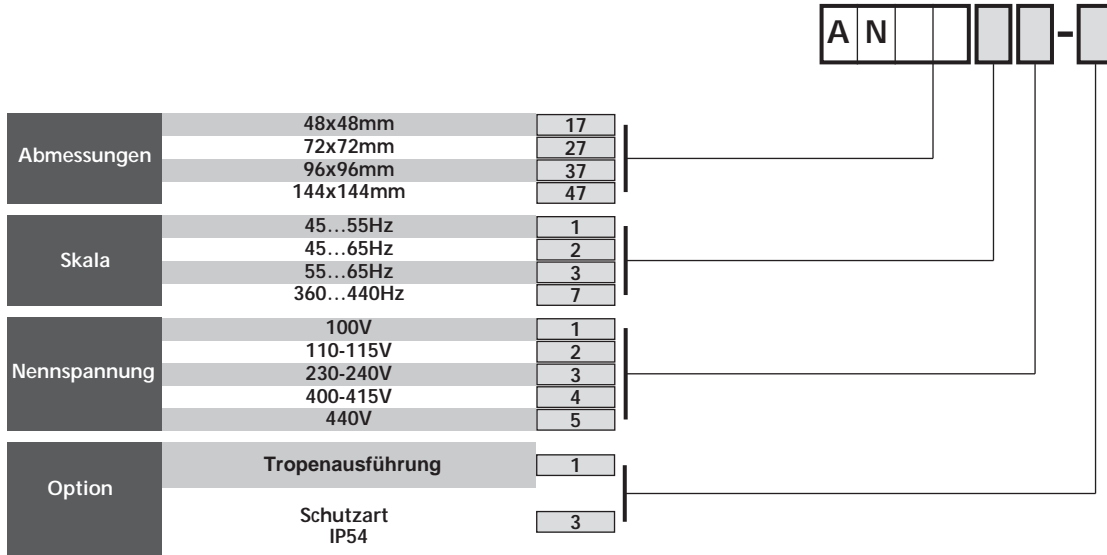 A N -
Abmessungen
48x48mm 17
72x72mm 27
96x96mm 37
144x144mm 47
Skala
45...55Hz 1
45...65Hz 2
55...65Hz 3
360...440Hz 7
Nennspannung
100V 1
110-115V 2
230-240V 3
400-415V 4
440V 5
Option
Tropenausführung 1
Schutzart 3
IP54